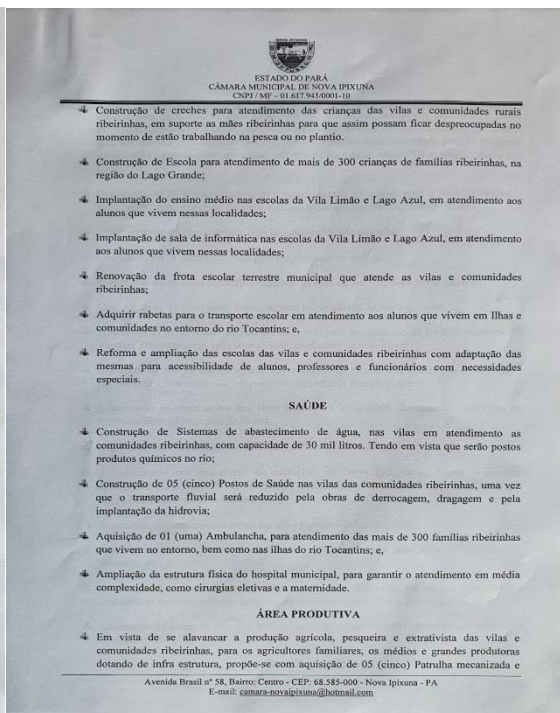 ESTADO DO PARÁ
CÂMARA MUNICIPAL DE NOVA IPIXUNA
CNPJ / MF – 01.617.945/0001-10
Construção de creches para atendimento das crianças das vilas e comunidades rurais
ribeirinhas, em suporte as mães ribeirinhas para que assim possam ficar despreocupadas no
momento de estão trabalhando na pesca ou no plantio.
Construção de Escola para atendimento de mais de 300 crianças de famílias ribeirinhas, na
região do Lago Grande;
Implantação do ensino médio nas escolas da Vila Limão e Lago Azul, em atendimento aos
alunos que vivem nessas localidades;
Implantação de sala de informática nas escolas da Vila Limão e Lago Azul, em atendimento
aos alunos que vivem nessas localidades;
Renovação da frota escolar terrestre municipal que atende as vilas e comunidades
ribeirinhas;
Adquirir rabetas para o transporte escolar em atendimento aos alunos que vivem em Ilhas e
comunidades no entorno do rio Tocantins; e,
Reforma e ampliação das escolas das vilas e comunidades ribeirinhas com adaptação das
mesmas para acessibilidade de alunos, professores e funcionários com necessidades
especiais.
SAÚDE
Construção de Sistemas de abastecimento de água, nas vilas em atendimento as
comunidades ribeirinhas, com capacidade de 30 mil litros. Tendo em vista que serão postos
produtos químicos no rio;
Construção de 05 (cinco) Postos de Saúde nas vilas das comunidades ribeirinhas, uma vez
que o transporte fluvial será reduzido pela obras de derrocagem, dragagem e pela
implantação da hidrovia;
Aquisição de 01 (uma) Ambulancha, para atendimento das mais de 300 famílias ribeirinhas
que vivem no entorno, bem como nas ilhas do rio Tocantins; e,
Ampliação da estrutura física do hospital municipal, para garantir o atendimento em média
complexidade, como cirurgias eletivas e a maternidade.
ÁREA PRODUTIVA
Em vista de se alavancar a produção agrícola, pesqueira e extrativista das vilas e
comunidades ribeirinhas, para os agricultores familiares, os médios e grandes produtoras
dotando de infra estrutura, propõe-se com aquisição de 05 (cinco) Patrulha mecanizada e
Avenida Brasil nº 58, Bairro: Centro - CEP: 68.585-000 - Nova Ipixuna - PA
E-mail: camara-novaipixuna@hotmail.com